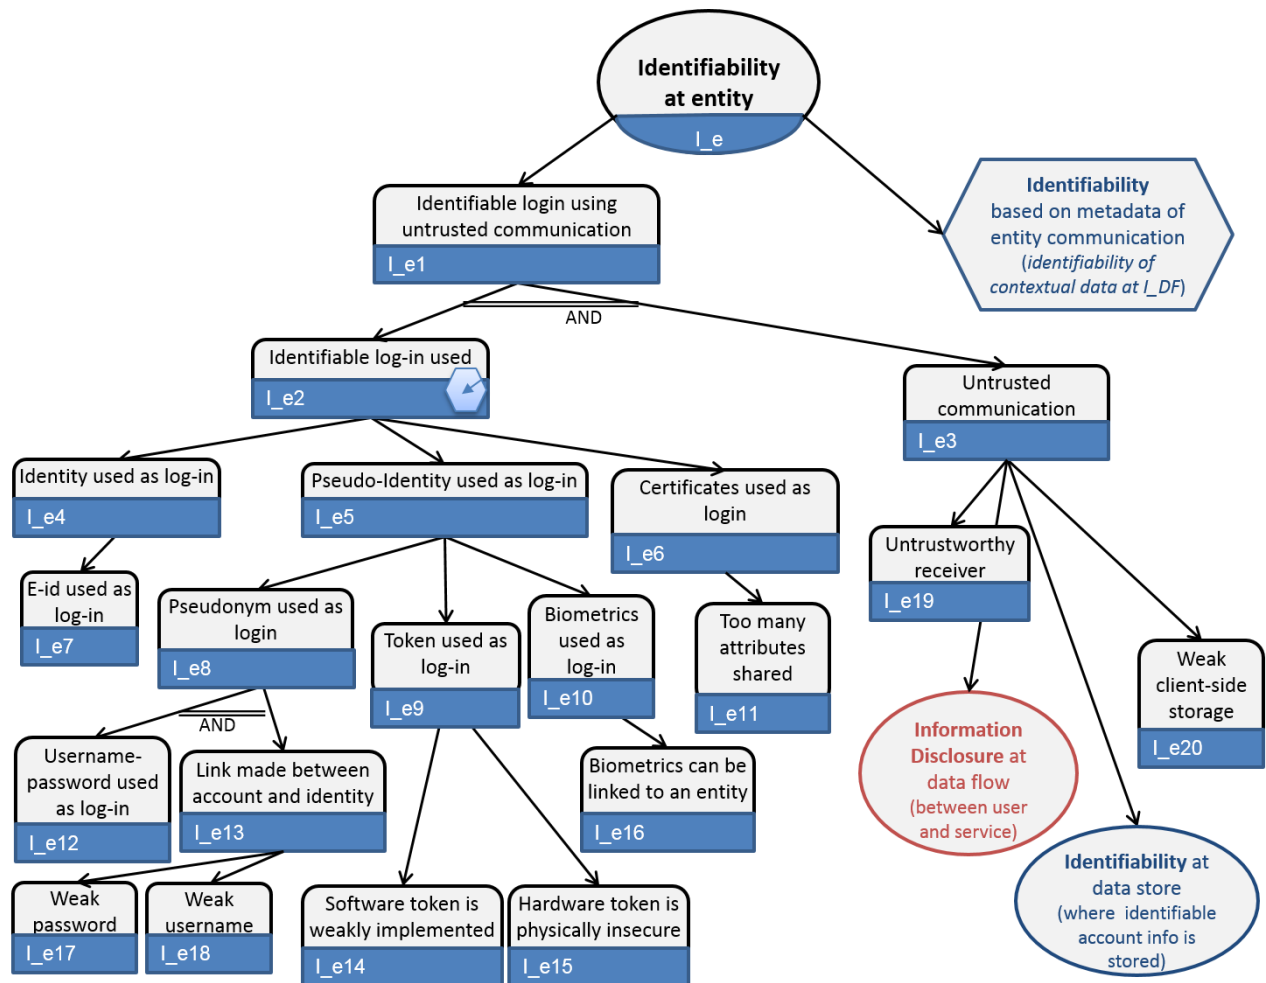 Identifiability
at entity
I_e
Identifiable login using
untrusted communication
I_e1
Identifiability
based on metadata of
entity communication
(identifiability of
contextual data at I_DF)
AND
Identifiable log-in used
I_e2
Untrusted
communication
I_e3
Identity used as log-in
I_e4
Pseudo-Identity used as log-in
I_e5
Certificates used as
login
I_e6
Untrustworthy
receiver
I_e19
E-id used as
log-in
I_e7
Pseudonym used as
login
I_e8
Token used as
log-in
I_e9
Biometrics
used as
log-in
I_e10
Too many
attributes
shared
I_e11
Weak
client-side
storage
I_e20
AND
Username-
password used
as log-in
I_e12
Link made between
account and identity
I_e13
Biometrics can be
linked to an entity
I_e16
Information
Disclosure at
data flow
(between user
and service)
Weak
password
I_e17
Weak
username
I_e18
Software token is
weakly implemented
I_e14
Hardware token is
physically insecure
I_e15
Identifiability at
data store
(where identifiable
account info is
stored)